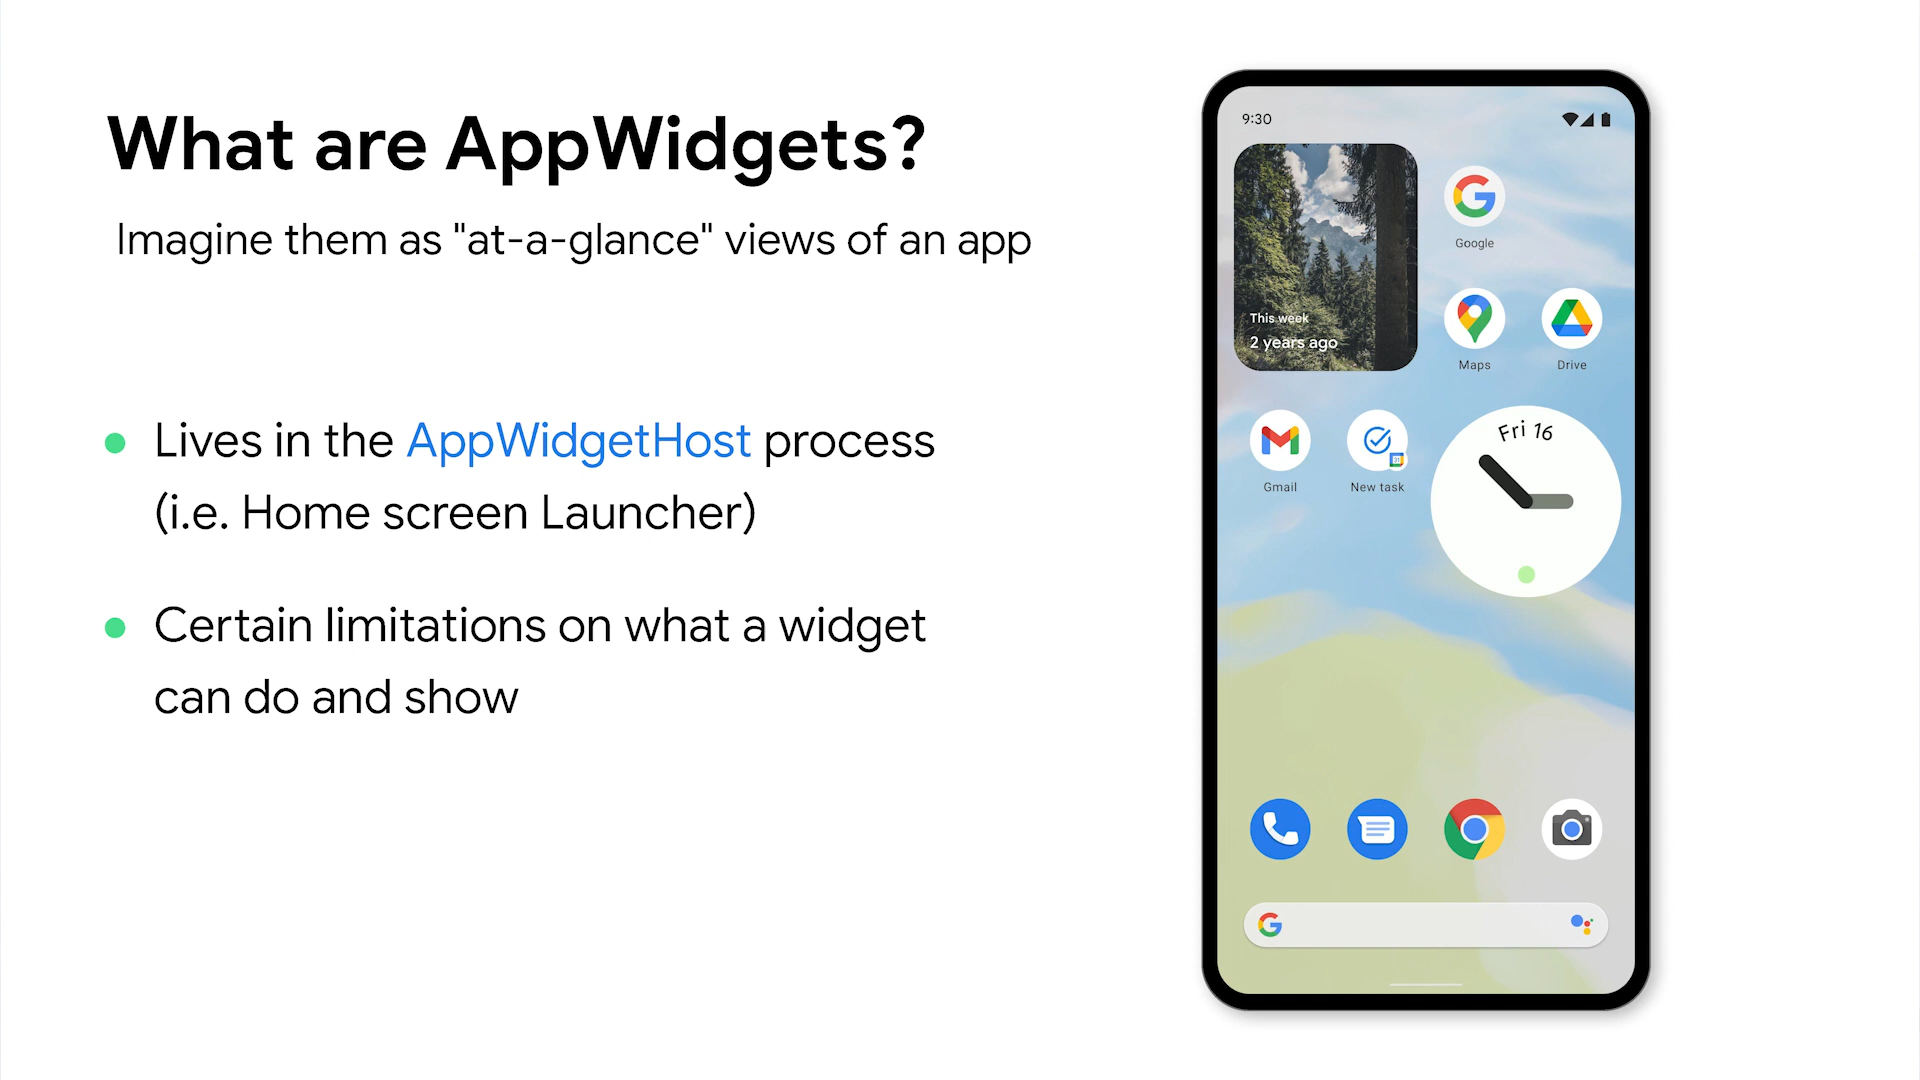 What are AppWidgets?
Imagine them as "at-a-glance" views of an app
Lives in the AppWidgetHost process
(i.e. Home screen Launcher)
Certain limitations on what a widget
can do and show
9:30
This week
2 years ago
Google
Maps
Drive
Gmail
31
New task
Fri 16